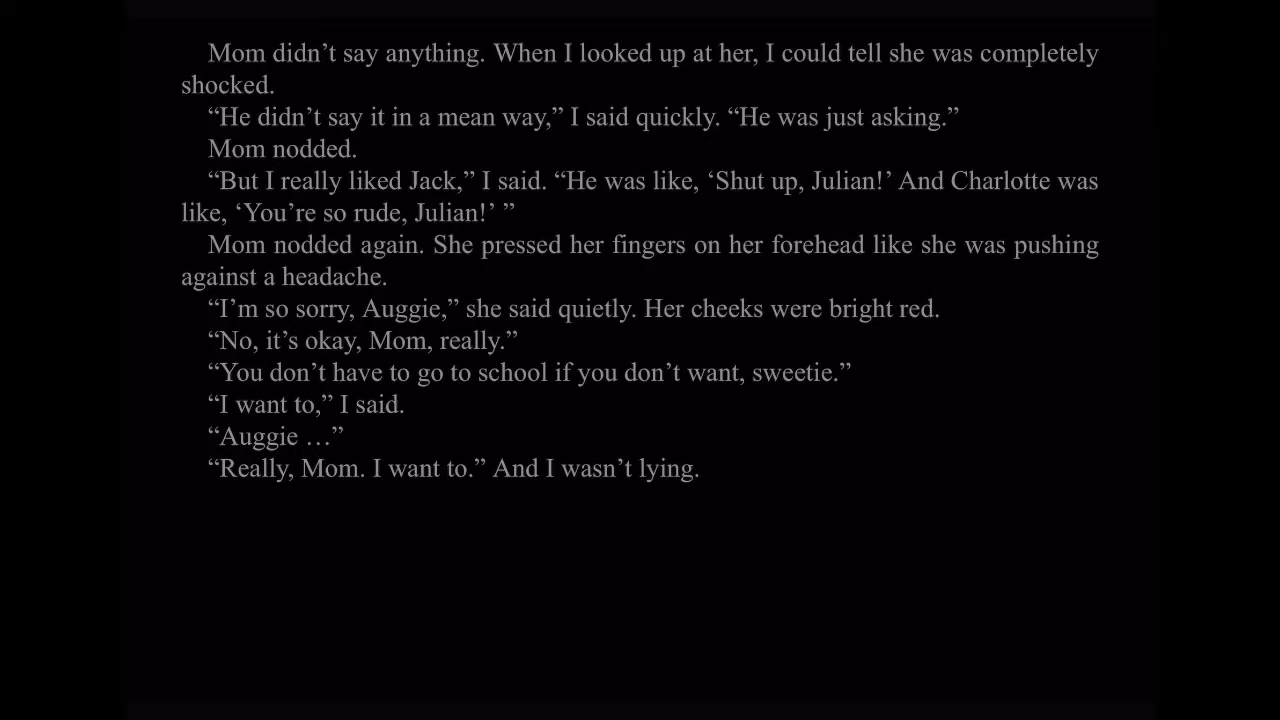 Mom didn’t say anything. When I looked up at her, I could tell she was completely
shocked.
“He didn’t say it in a mean way,” I said quickly. “He was just asking.”
Mom nodded.
“But I really liked Jack,” I said. “He was like, ‘Shut up, Julian!’ And Charlotte was
like, ‘You’re so rude, Julian!’ ”
Mom nodded again. She pressed her fingers on her forehead like she was pushing
against a headache.
“I’m so sorry, Auggie,” she said quietly. Her cheeks were bright red.
“No, it’s okay, Mom, really.”
“You don’t have to go to school if you don’t want, sweetie.”
“I want to,” I said.
“Auggie …”
“Really, Mom. I want to.” And I wasn’t lying.